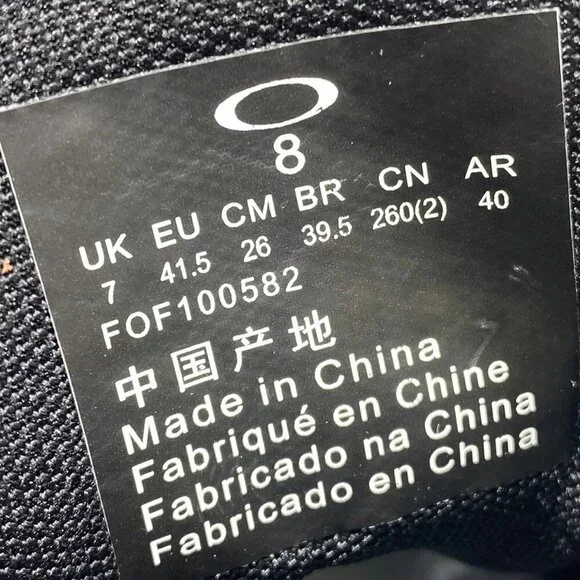 8
UK EU CM BR CN AR
7 41.5 26 39.5 260(2) 40
FOF100582
中国产地
Made in China
Fabriqué en Chine
Fabricado na China
Fabricado en China